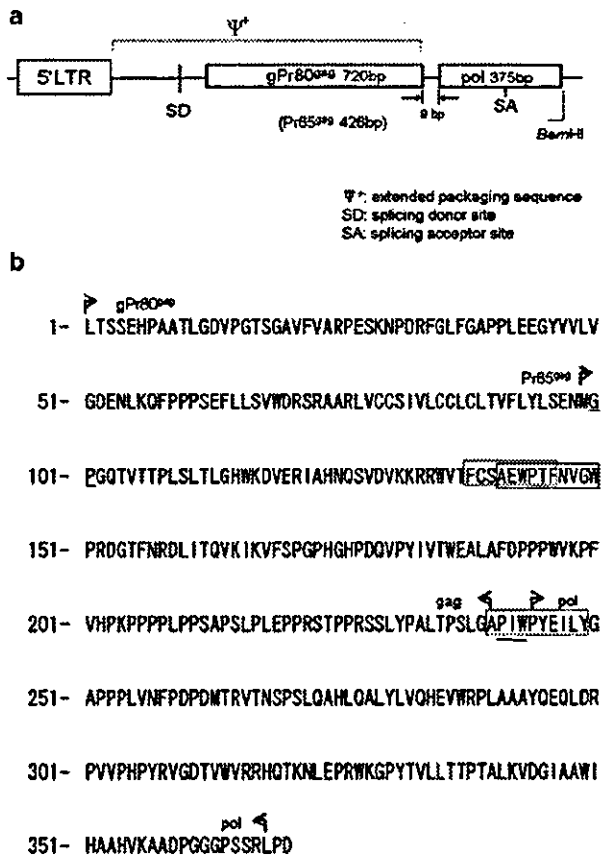 a
Ψ+
5'LTR
gPr80gag 720bp
pol 375bp
SD
(Pr65gag 426bp)
9 bp
SA
BamHI
Ψ+: extended packaging sequence
SD: splicing donor site
SA: splicing acceptor site
b
gPr80gag
1- LTSSEHPAATLGDVPGTSGAVFVARPESKNPDRFGLFGAPPLEEGYVVLV
Pr65gag
51- GDENLKQFPPPSEFLLSVWDRSRAARLVCCSIVLCCLCLTVFLYLSENMG
101- PGQTVTTPLSLTLGHWKDVERIAHNQSVDVKKRRWVTFCSAEWPTFNVGW
151- PRDGTFNRDLITQVKIKVFSPGPHGHPDQVPYIVTWEALAFDPPPWVKPF
gag pol
201- VHPKPPPPLPPSAPSLPLEPPRSTPPRSSLYPALTPSLGAPIWPYEILYG
251- APPPLVNFPDPDMTRVTNSPSLQAHLQALYLVQHEVWRPLAAAYQEQLDR
301- PVVPHPYRVGDTVWVRRHQTKNLEPRWKGPYTVLLTTPTALKVDGIAAWI
pol
351- HAAHVKAADPGGGPSSRLPD